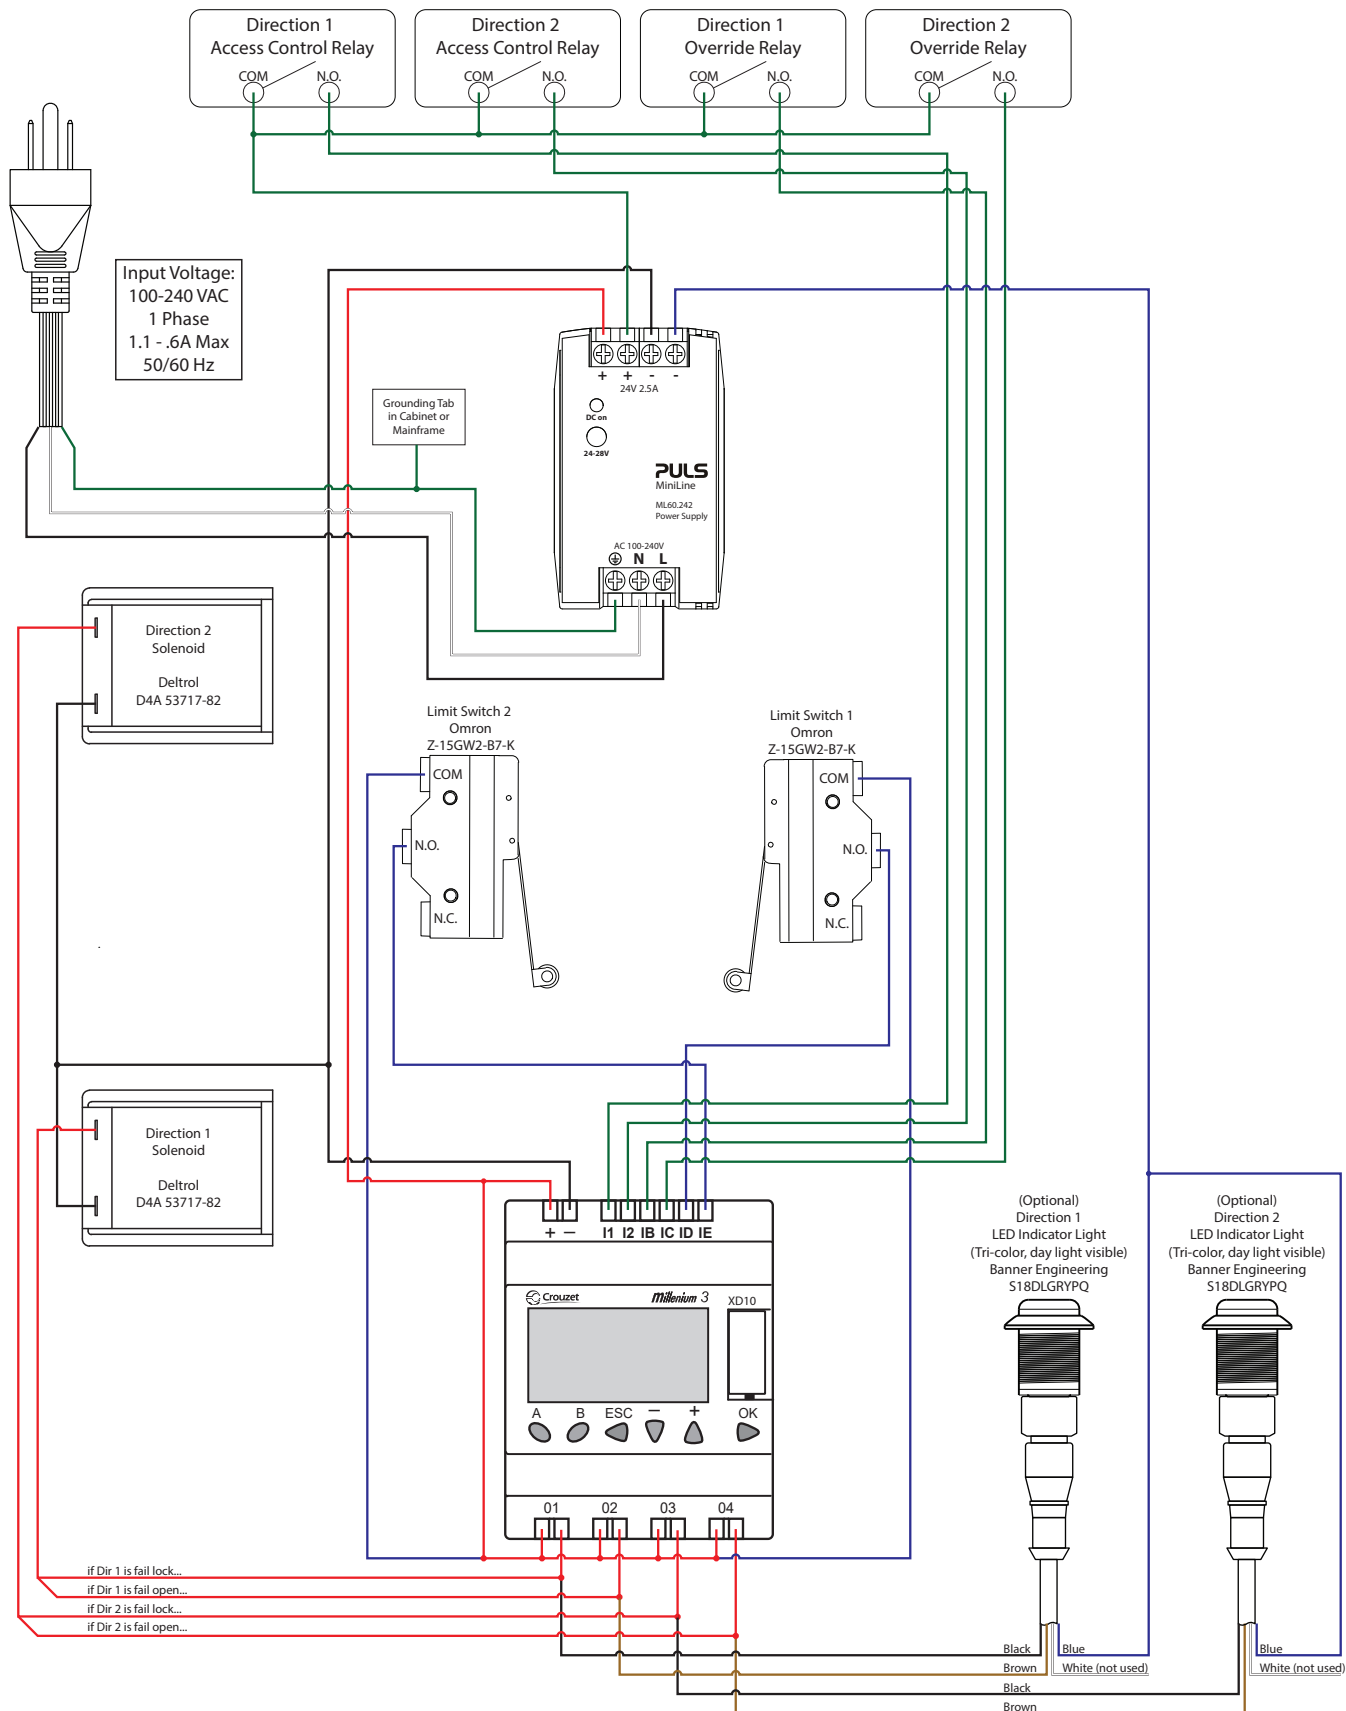 Direction 1
Access Control Relay
COM
N.O.
Direction 2
Access Control Relay
COM
N.O.
Direction 1
Override Relay
COM
N.O.
Direction 2
Override Relay
COM
N.O.
Input Voltage:
100-240 VAC
1 Phase
1.1 - .6A Max
50/60 Hz
+ + - -
24V 2.5A
DC on
24-28V
PULS
MiniLine
ML60.242
Power Supply
AC 100-240V
N L
Grounding Tab
in Cabinet or
Mainframe
Direction 2
Solenoid
Deltrol
D4A 53717-82
Limit Switch 2
Omron
Z-15GW2-B7-K
COM
N.O.
N.C.
Limit Switch 1
Omron
Z-15GW2-B7-K
COM
N.O.
N.C.
Direction 1
Solenoid
Deltrol
D4A 53717-82
+ − I1 I2 IB IC ID IE
Crouzet
Millenium 3
XD10
A B ESC − + OK
01 02 03 04
(Optional)
Direction 1
LED Indicator Light
(Tri-color, day light visible)
Banner Engineering
S18DLGRYPQ
(Optional)
Direction 2
LED Indicator Light
(Tri-color, day light visible)
Banner Engineering
S18DLGRYPQ
if Dir 1 is fail lock...
if Dir 1 is fail open...
if Dir 2 is fail lock...
if Dir 2 is fail open...
Black
Blue
Brown
White (not used)
Black
Brown
Blue
White (not used)